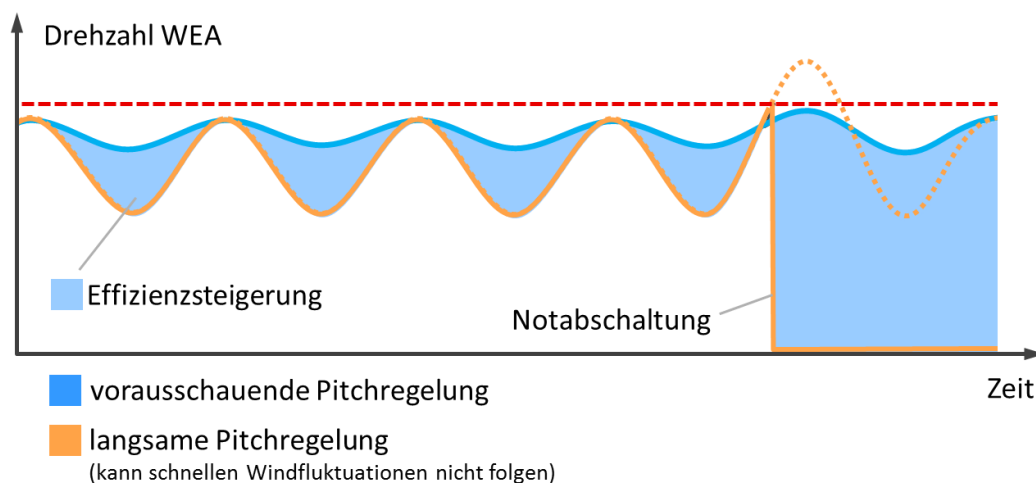 Drehzahl WEA
Effizienzsteigerung
Notabschaltung
Zeit
vorausschauende Pitchregelung
langsame Pitchregelung
(kann schnellen Windfluktuationen nicht folgen)